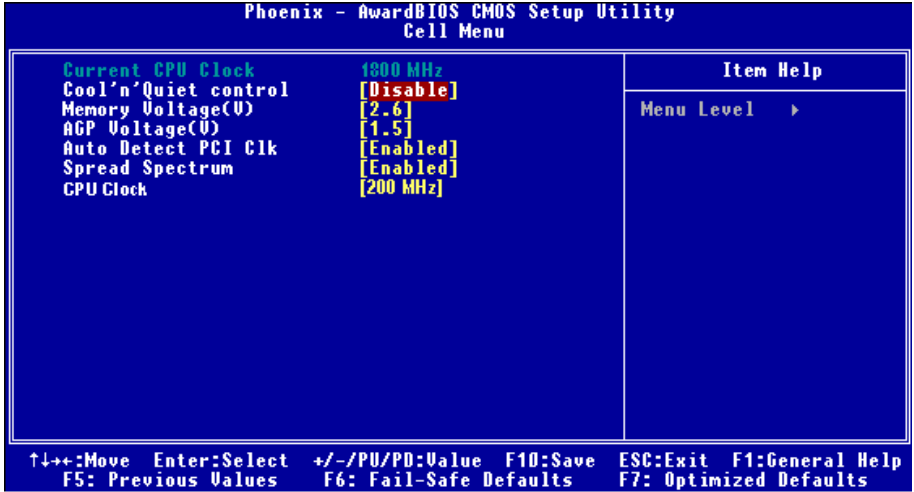 Phoenix - AwardBIOS CMOS Setup Utility
Cell Menu
Current CPU Clock 1800 MHz
Cool'n'Quiet control [Disable]
Memory Voltage(V) [2.6]
AGP Voltage(V) [1.5]
Auto Detect PCI Clk [Enabled]
Spread Spectrum [Enabled]
CPU Clock [200 MHz]
Item Help
Menu Level ▸
↑↓→←:Move Enter:Select +/-/PU/PD:Value F10:Save ESC:Exit F1:General Help
F5: Previous Values F6: Fail-Safe Defaults F7: Optimized Defaults